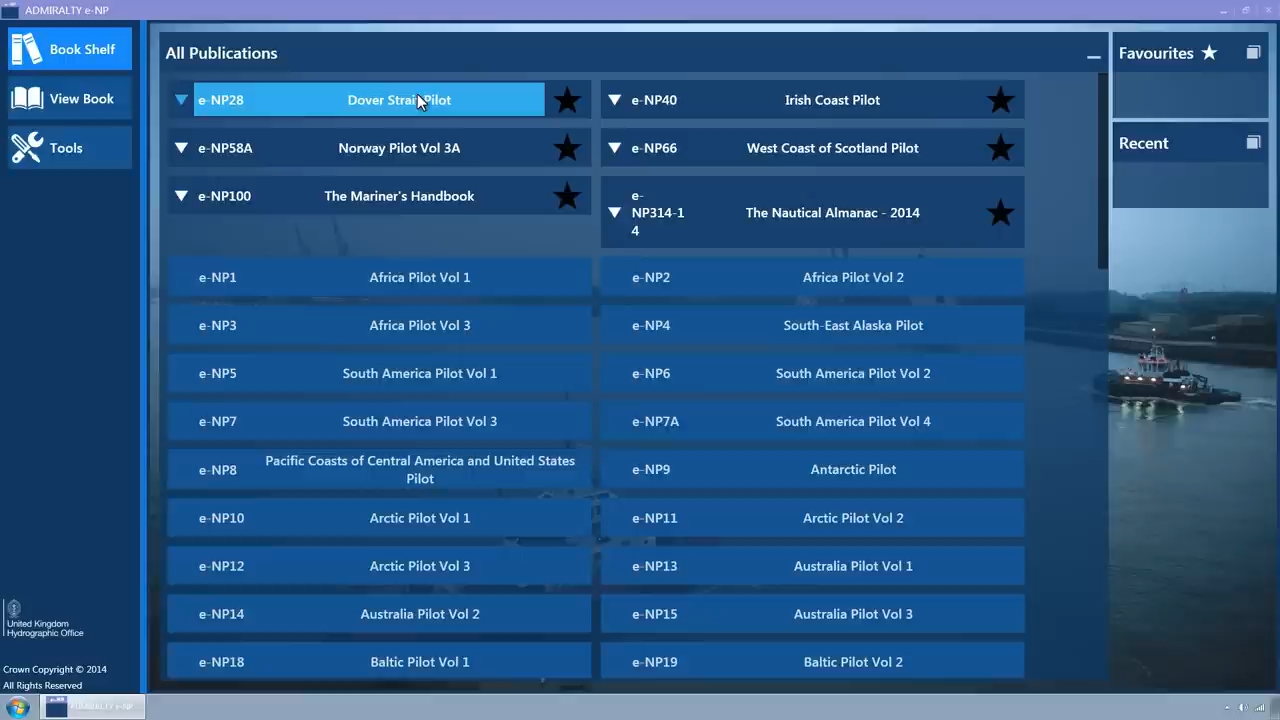 ADMIRALTY e-NP
Book Shelf
View Book
Tools
United Kingdom
Hydrographic Office
Crown Copyright © 2014
All Rights Reserved
All Publications
e-NP28 Dover Strait Pilot
e-NP40 Irish Coast Pilot
e-NP58A Norway Pilot Vol 3A
e-NP66 West Coast of Scotland Pilot
e-NP100 The Mariner's Handbook
e-
NP314-1
4
The Nautical Almanac - 2014
e-NP1 Africa Pilot Vol 1
e-NP2 Africa Pilot Vol 2
e-NP3 Africa Pilot Vol 3
e-NP4 South-East Alaska Pilot
e-NP5 South America Pilot Vol 1
e-NP6 South America Pilot Vol 2
e-NP7 South America Pilot Vol 3
e-NP7A South America Pilot Vol 4
e-NP8 Pacific Coasts of Central America and United States
Pilot
e-NP9 Antarctic Pilot
e-NP10 Arctic Pilot Vol 1
e-NP11 Arctic Pilot Vol 2
e-NP12 Arctic Pilot Vol 3
e-NP13 Australia Pilot Vol 1
e-NP14 Australia Pilot Vol 2
e-NP15 Australia Pilot Vol 3
e-NP18 Baltic Pilot Vol 1
e-NP19 Baltic Pilot Vol 2
Favourites
Recent
ADMIRALTY e-NP